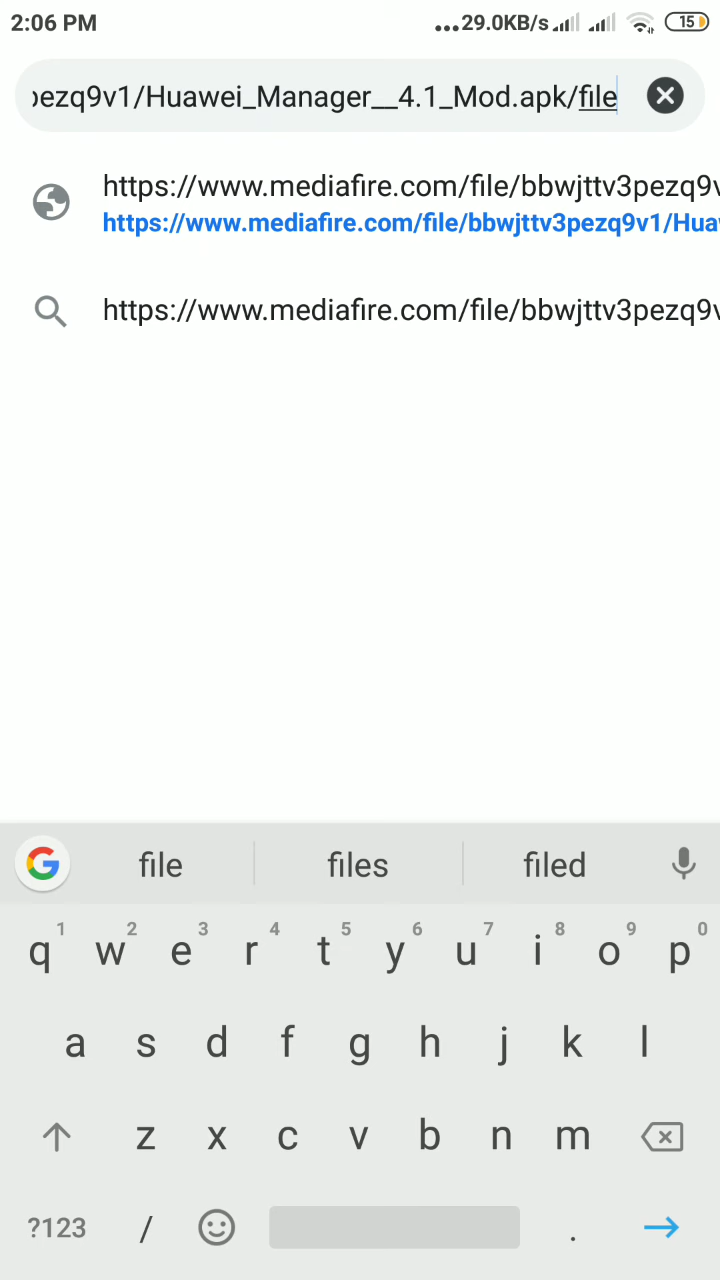 2:06 PM
...29.0KB/s
15
pezq9v1/Huawei_Manager__4.1_Mod.apk/file
https://www.mediafire.com/file/bbwjttv3pezq9v
https://www.mediafire.com/file/bbwjttv3pezq9v1/Hua
https://www.mediafire.com/file/bbwjttv3pezq9v
file files filed
1 2 3 4 5 6 7 8 9 0
q w e r t y u i o p
a s d f g h j k l
z x c v b n m
?123 / .